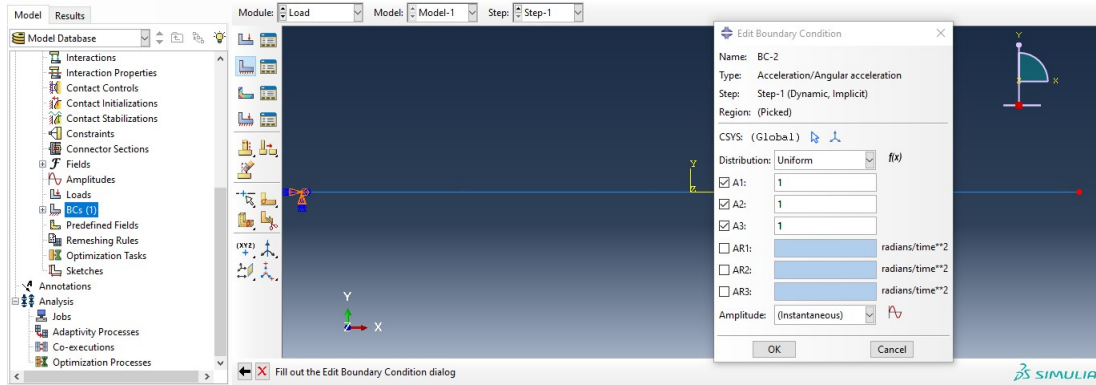 Model Results
Module: Load Model: Model-1 Step: Step-1
Model Database
Interactions
Interaction Properties
Contact Controls
Contact Initializations
Contact Stabilizations
Constraints
Connector Sections
Fields
Amplitudes
Loads
BCs (1)
Predefined Fields
Remeshing Rules
Optimization Tasks
Sketches
Annotations
Analysis
Jobs
Adaptivity Processes
Co-executions
Optimization Processes
(XYZ)
Y
Z
Y
X
Edit Boundary Condition
Name: BC-2
Type: Acceleration/Angular acceleration
Step: Step-1 (Dynamic, Implicit)
Region: (Picked)
CSYS: (Global)
Distribution: Uniform f(x)
A1: 1
A2: 1
A3: 1
AR1: radians/time**2
AR2: radians/time**2
AR3: radians/time**2
Amplitude: (Instantaneous)
OK Cancel
Y
X
Fill out the Edit Boundary Condition dialog
SIMULIA